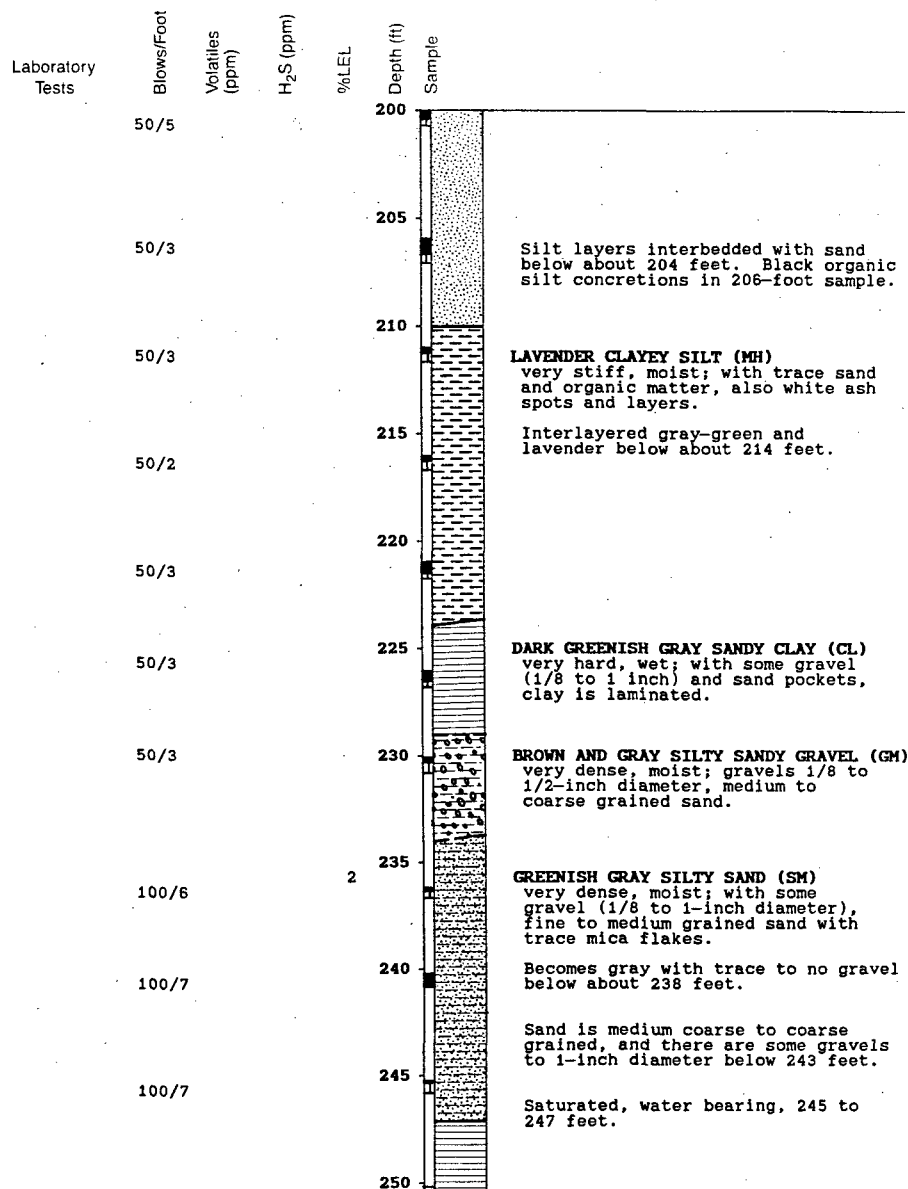 Laboratory Tests
Blows/Foot
Volatiles (ppm)
H₂S (ppm)
%LEL
Depth (ft)
Sample
200
50/5
205
50/3
Silt layers interbedded with sand
below about 204 feet. Black organic
silt concretions in 206-foot sample.
210
50/3
LAVENDER CLAYEY SILT (MH)
very stiff, moist; with trace sand
and organic matter, also white ash
spots and layers.
215
Interlayered gray-green and
lavender below about 214 feet.
50/2
220
50/3
225
DARK GREENISH GRAY SANDY CLAY (CL)
50/3
very hard, wet; with some gravel
(1/8 to 1 inch) and sand pockets,
clay is laminated.
50/3
230
BROWN AND GRAY SILTY SANDY GRAVEL (GM)
very dense, moist; gravels 1/8 to
1/2-inch diameter, medium to
coarse grained sand.
235
2
GREENISH GRAY SILTY SAND (SM)
100/6
very dense, moist; with some
gravel (1/8 to 1-inch diameter),
fine to medium grained sand with
trace mica flakes.
240
100/7
Becomes gray with trace to no gravel
below about 238 feet.
Sand is medium coarse to coarse
grained, and there are some gravels
to 1-inch diameter below 243 feet.
245
100/7
Saturated, water bearing, 245 to
247 feet.
250